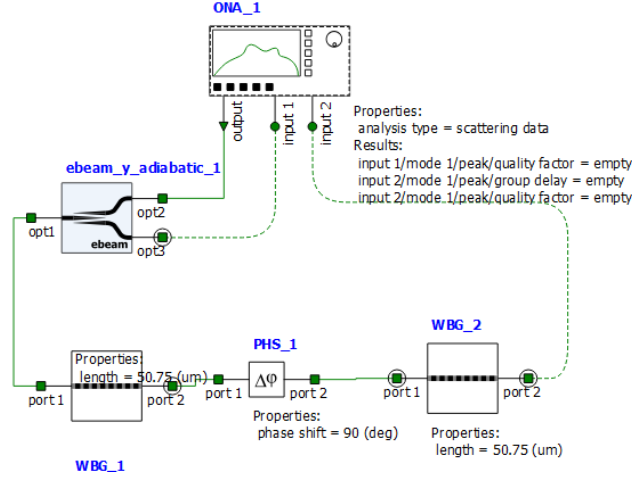 ONA_1
output
input 1
input 2
Properties:
analysis type = scattering data
Results:
input 1/mode 1/peak/quality factor = empty
input 2/mode 1/peak/group delay = empty
input 2/mode 1/peak/quality factor = empty
ebeam_y_adiabatic_1
opt1
opt2
opt3
ebeam
WBG_1
Properties:
length = 50.75 (um)
port 1
port 2
PHS_1
Δφ
port 1
port 2
Properties:
phase shift = 90 (deg)
WBG_2
port 1
port 2
Properties:
length = 50.75 (um)